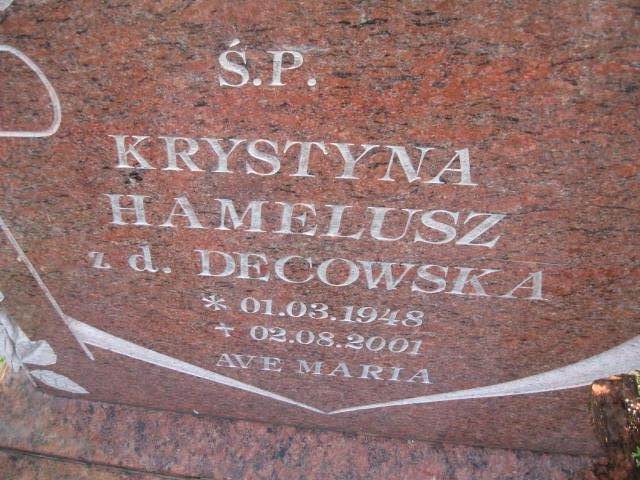 Ś.P.
KRYSTYNA
HAMELUSZ
z d. DECOWSKA
* 01.03.1948
+ 02.08.2001
AVE MARIA